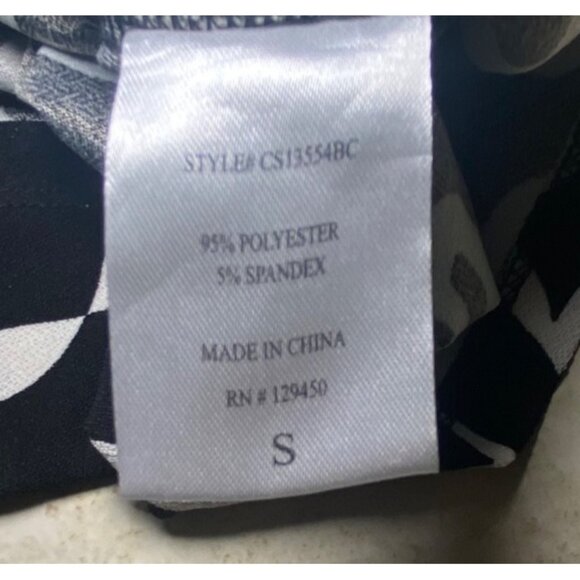 STYLE# CS13554BC
95% POLYESTER
5% SPANDEX
MADE IN CHINA
RN # 129450
S